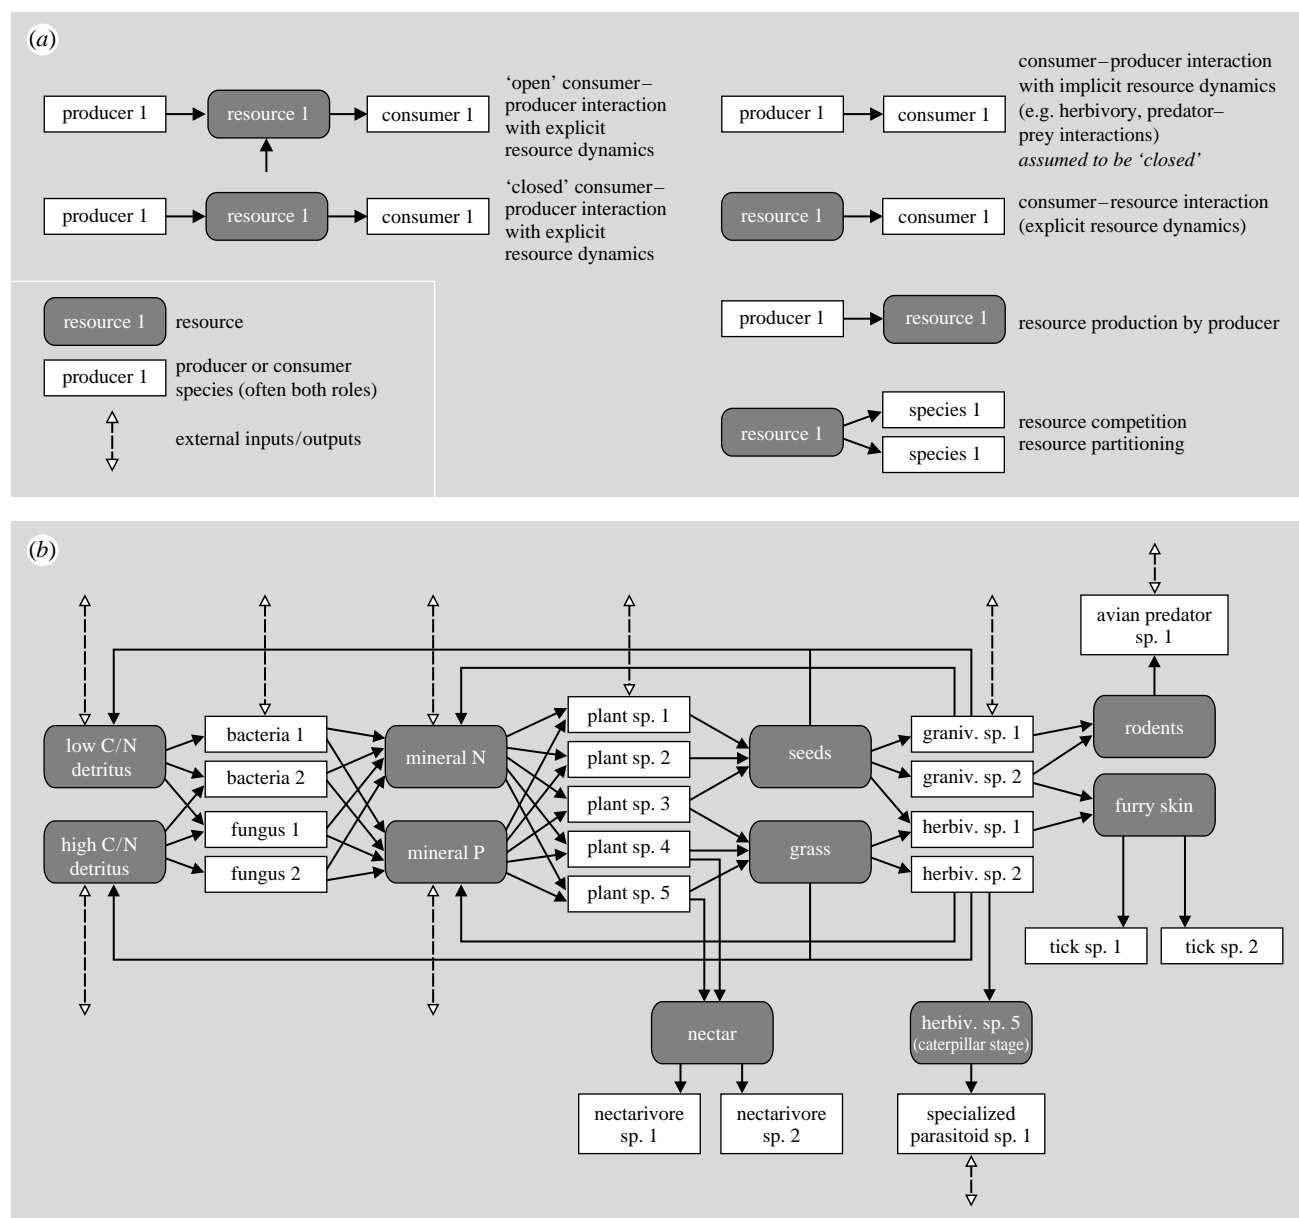 (a)
producer 1
resource 1
consumer 1
‘open’ consumer–
producer interaction
with explicit
resource dynamics
producer 1
resource 1
consumer 1
‘closed’ consumer–
producer interaction
with explicit
resource dynamics
resource 1
resource
producer 1
producer or consumer
species (often both roles)
external inputs/outputs
producer 1
consumer 1
consumer–producer interaction
with implicit resource dynamics
(e.g. herbivory, predator–
prey interactions)
assumed to be ‘closed’
resource 1
consumer 1
consumer–resource interaction
(explicit resource dynamics)
producer 1
resource 1
resource production by producer
resource 1
species 1
species 1
resource competition
resource partitioning
(b)
low C/N
detritus
high C/N
detritus
bacteria 1
bacteria 2
fungus 1
fungus 2
mineral N
mineral P
plant sp. 1
plant sp. 2
plant sp. 3
plant sp. 4
plant sp. 5
seeds
grass
graniv. sp. 1
graniv. sp. 2
herbiv. sp. 1
herbiv. sp. 2
avian predator
sp. 1
rodents
furry skin
tick sp. 1
tick sp. 2
nectar
nectarivore
sp. 1
nectarivore
sp. 2
herbiv. sp. 5
(caterpillar stage)
specialized
parasitoid sp. 1